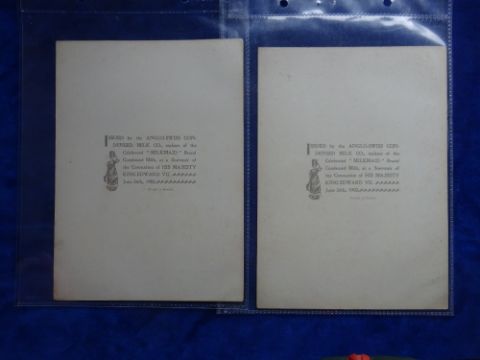 ISSUED by the ANGLO-SWISS CON-
DENSED MILK CO., makers of the
Celebrated "MILKMAID" Brand
Condensed Milk, as a Souvenir of
the Coronation of HIS MAJESTY
KING EDWARD VII.
June 26th, 1902.
ISSUED by the ANGLO-SWISS CON-
DENSED MILK CO., makers of the
Celebrated "MILKMAID" Brand
Condensed Milk, as a Souvenir of
the Coronation of HIS MAJESTY
KING EDWARD VII.
June 26th, 1902.